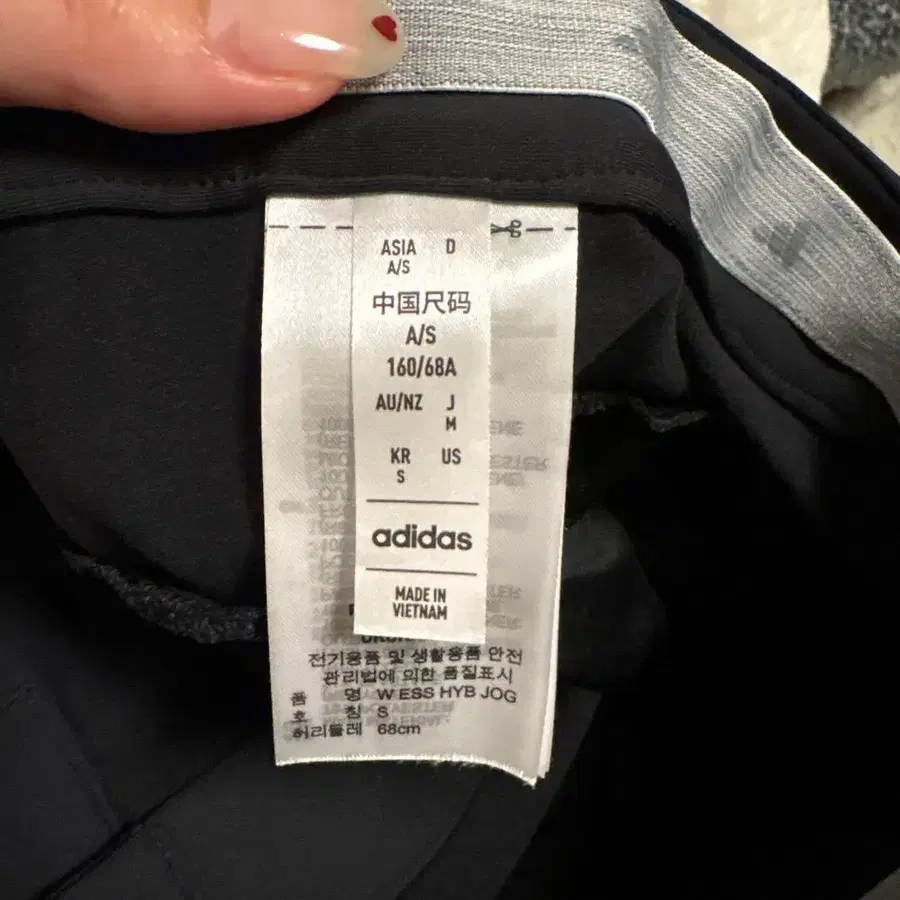 ASIA D
A/S
中国尺码
A/S
160/68A
AU/NZ J
M
KR US
S
adidas
MADE IN
VIETNAM
전기용품 및 생활용품 안전
관리법에 의한 품질표시
품 명 W ESS HYB JOG
호 칭 S
허리둘레 68cm